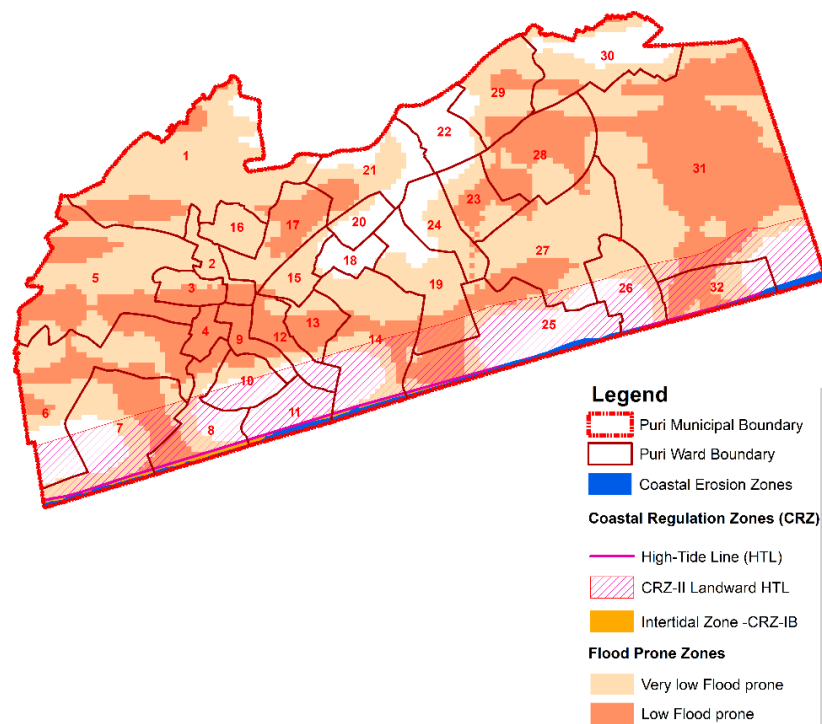 30
29
22
1
28
21
31
23
20
24
16
17
2
18
27
5
15
3
19
26
32
13
4
25
9
12
14
10
6
11
7
8
Legend
Puri Municipal Boundary
Puri Ward Boundary
Coastal Erosion Zones
Coastal Regulation Zones (CRZ)
High-Tide Line (HTL)
CRZ-II Landward HTL
Intertidal Zone -CRZ-IB
Flood Prone Zones
Very low Flood prone
Low Flood prone